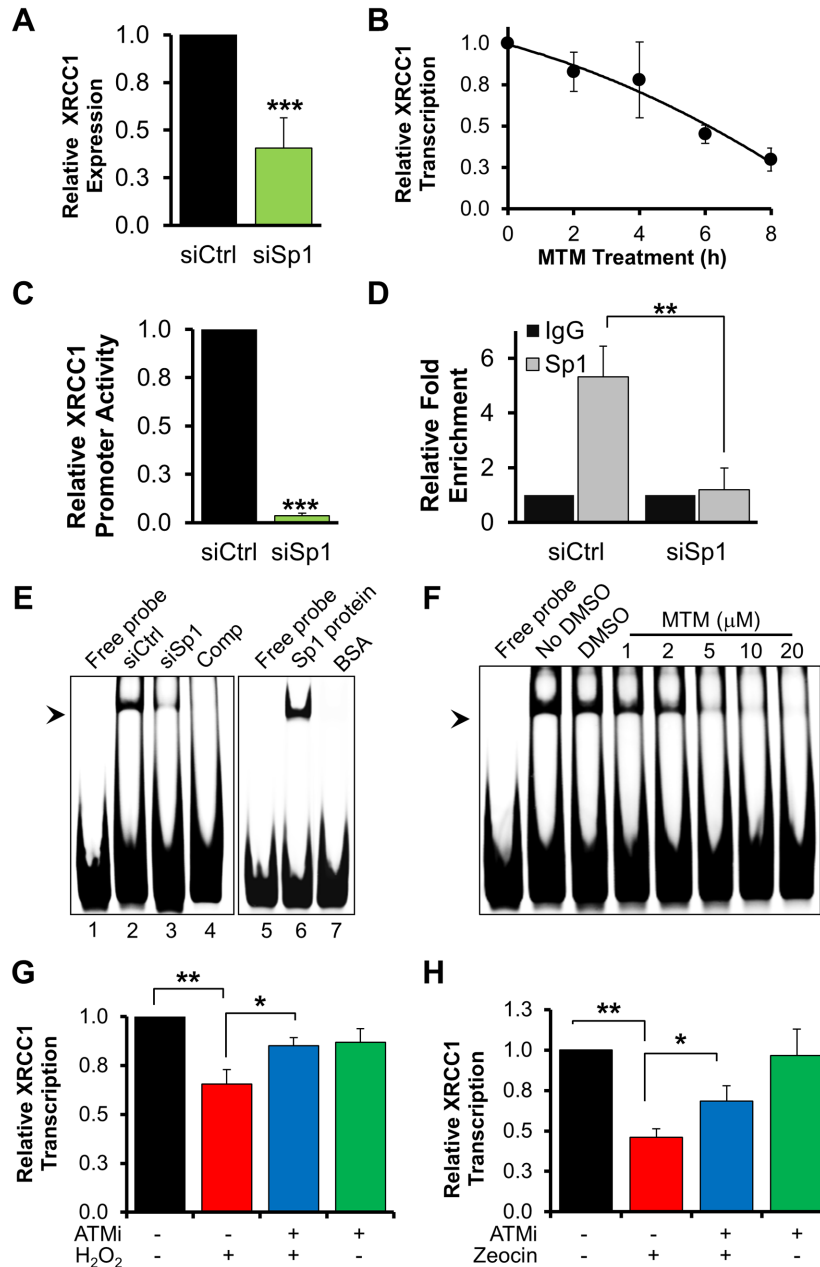 A
Relative XRCC1
Expression
1.0
0.8
0.5
0.3
0.0
***
siCtrl siSp1
B
Relative XRCC1
Transcription
1.0
0.8
0.5
0.3
0.0
0 2 4 6 8
MTM Treatment (h)
C
Relative XRCC1
Promoter Activity
1.0
0.8
0.5
0.3
0.0
***
siCtrl siSp1
D
Relative Fold
Enrichment
IgG
Sp1
**
6
4
2
0
siCtrl siSp1
E
Free probe
siCtrl
siSp1
Comp
Free probe
Sp1 protein
BSA
1 2 3 4 5 6 7
F
Free probe
No DMSO
DMSO
MTM (μM)
1 2 5 10 20
G
Relative XRCC1
Transcription
** *
1.0
0.8
0.5
0.3
0.0
ATMi - - + +
H2O2 - + + -
H
Relative XRCC1
Transcription
** *
1.3
1.0
0.8
0.5
0.3
0.0
ATMi - - + +
Zeocin - + + -